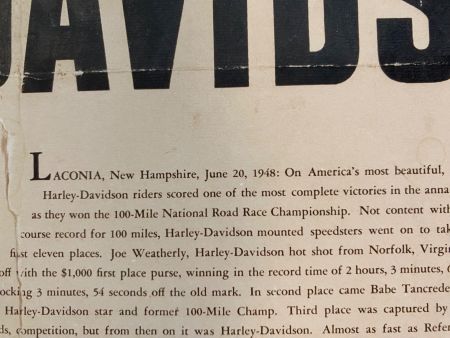 DAVIDS
LACONIA, New Hampshire, June 20, 1948: On America's most beautiful,
Harley-Davidson riders scored one of the most complete victories in the anna
as they won the 100-Mile National Road Race Championship. Not content with
course record for 100 miles, Harley-Davidson mounted speedsters went on to tak
first eleven places. Joe Weatherly, Harley-Davidson hot shot from Norfolk, Virgin
off with the $1,000 first place purse, winning in the record time of 2 hours, 3 minutes, 6
ocking 3 minutes, 54 seconds off the old mark. In second place came Babe Tancrede
Harley-Davidson star and former 100-Mile Champ. Third place was captured by
ds, competition, but from then on it was Harley-Davidson. Almost as fast as Refer